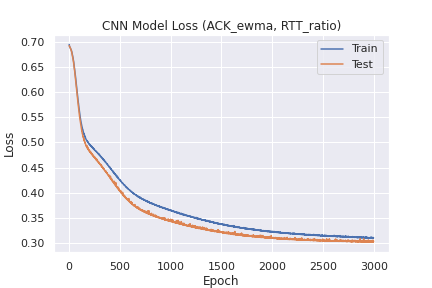 CNN Model Loss (ACK_ewma, RTT_ratio)
Train
Test
Loss
0.70
0.65
0.60
0.55
0.50
0.45
0.40
0.35
0.30
0 500 1000 1500 2000 2500 3000
Epoch